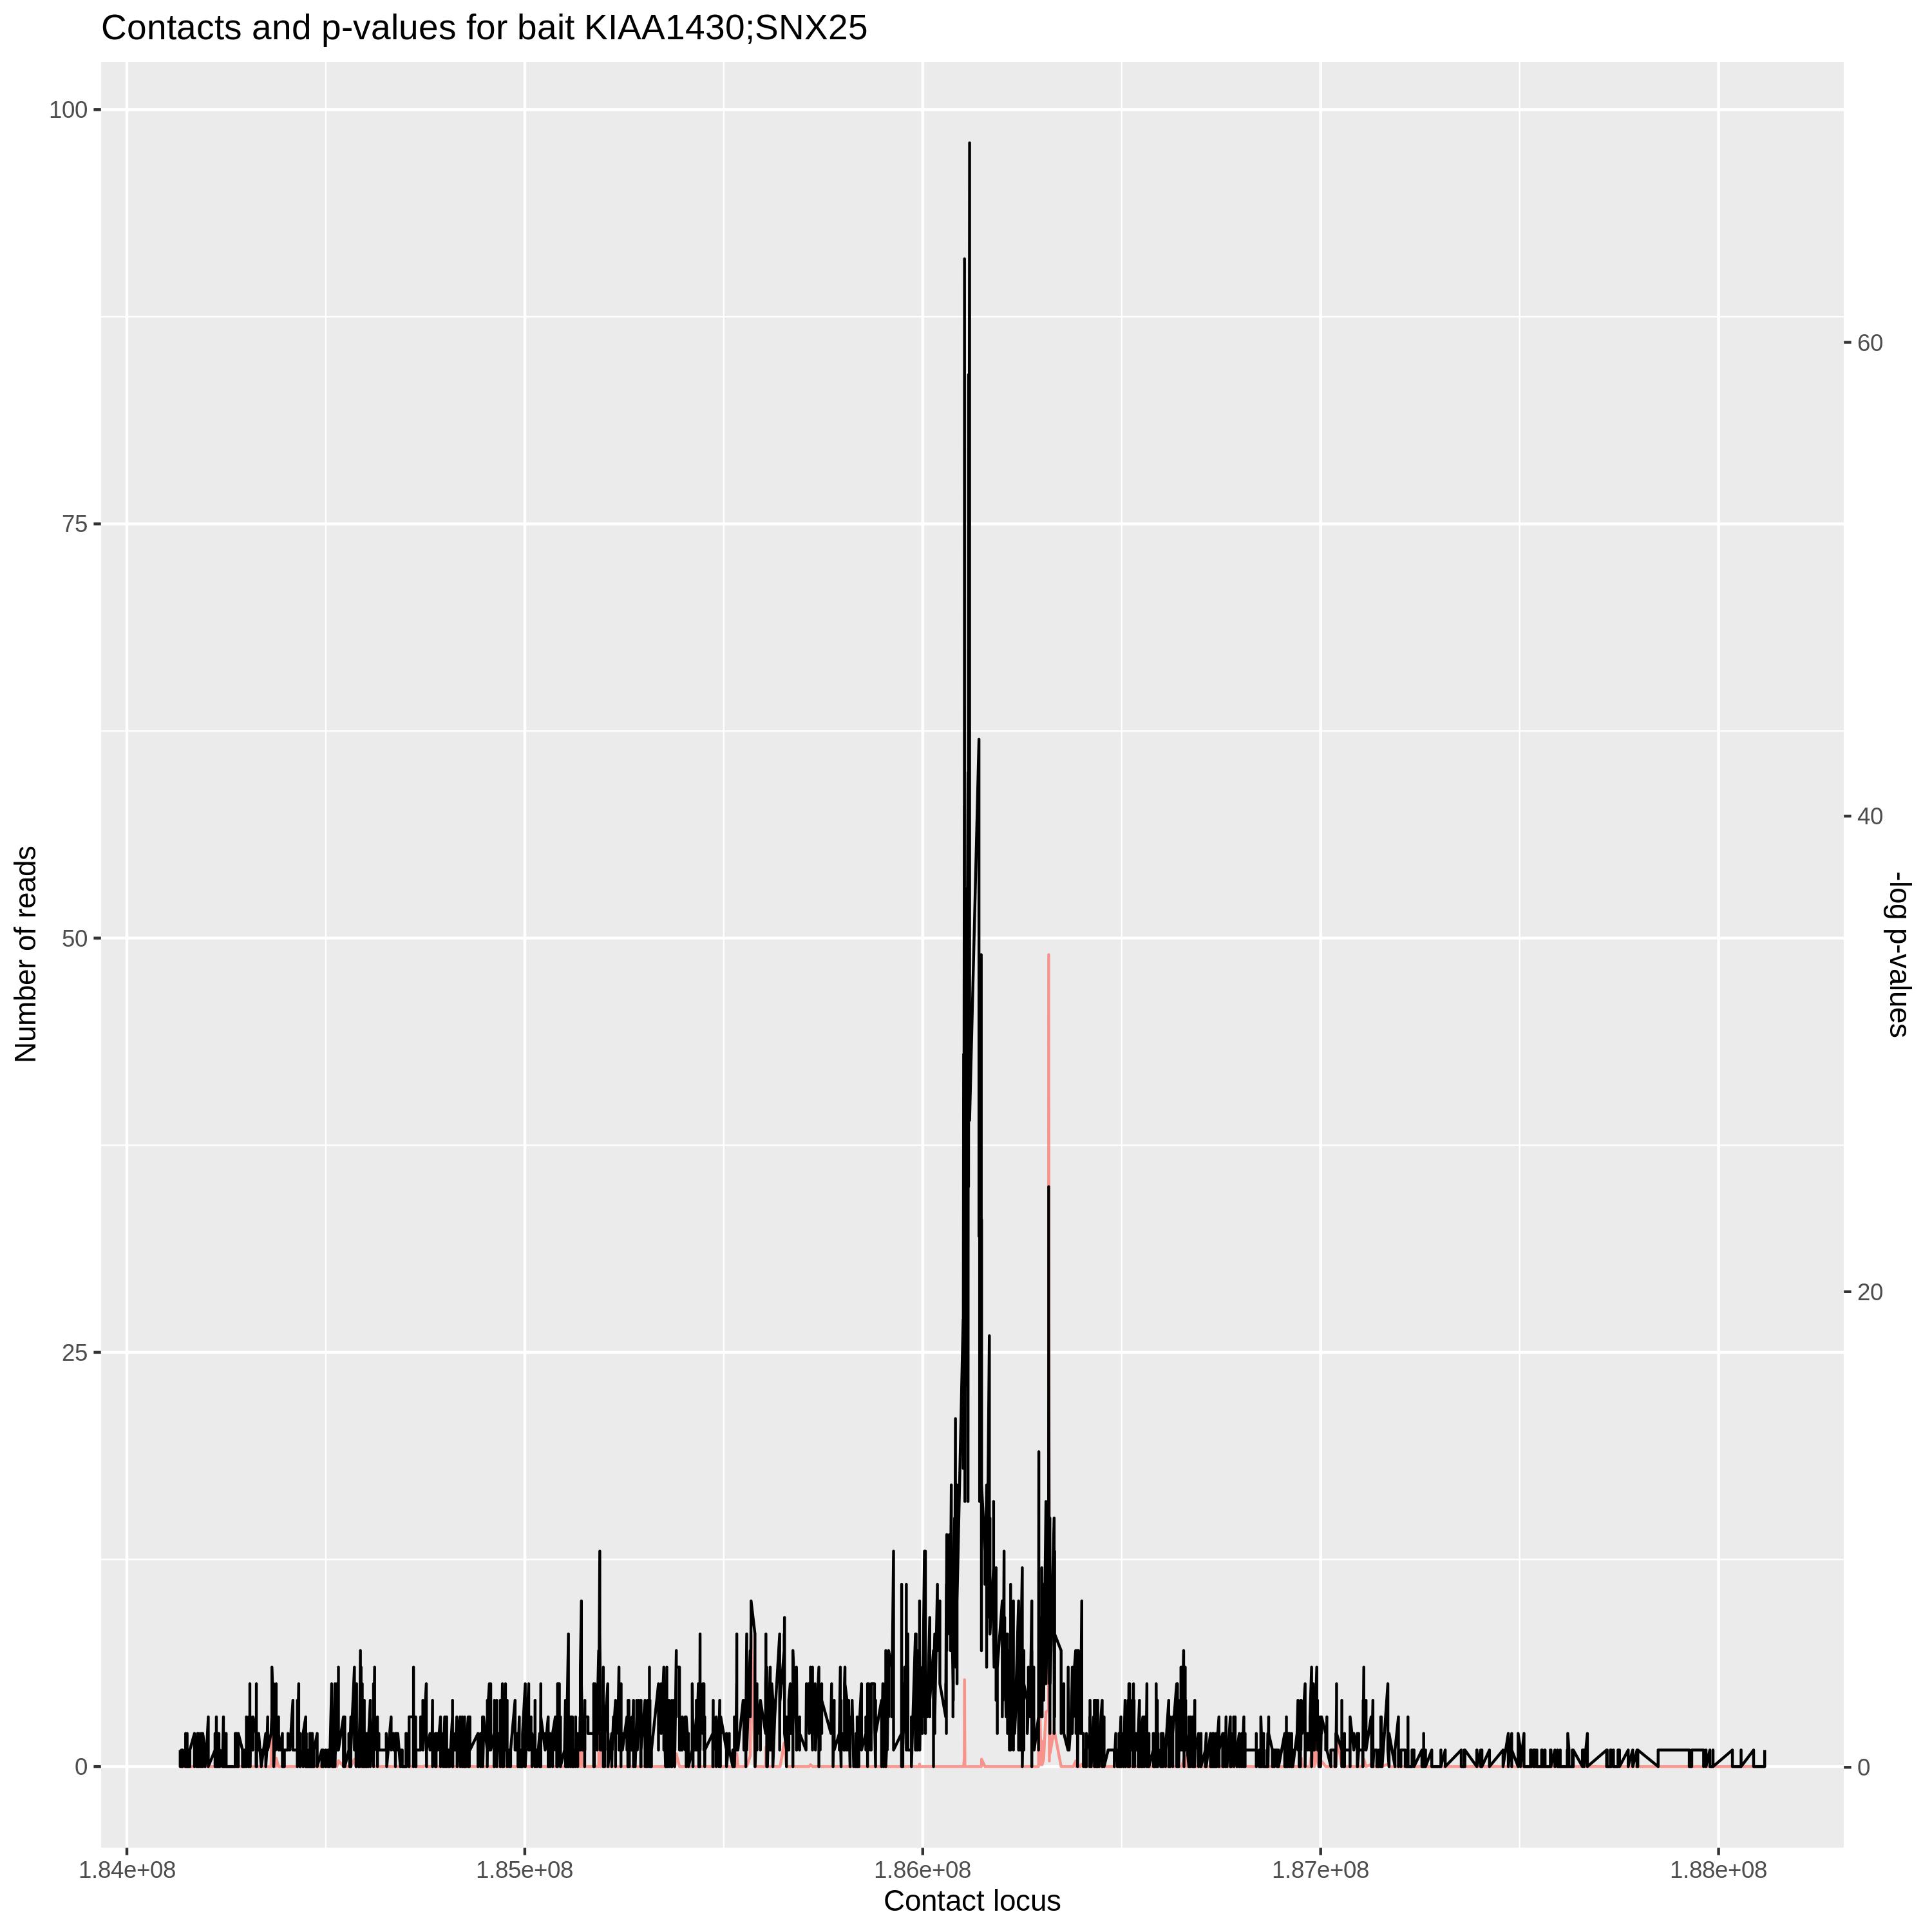 Contacts and p-values for bait KIAA1430;SNX25
100
75
50
25
0
Number of reads
60
40
20
0
-log p-values
1.84e+08
1.85e+08
1.86e+08
1.87e+08
1.88e+08
Contact locus